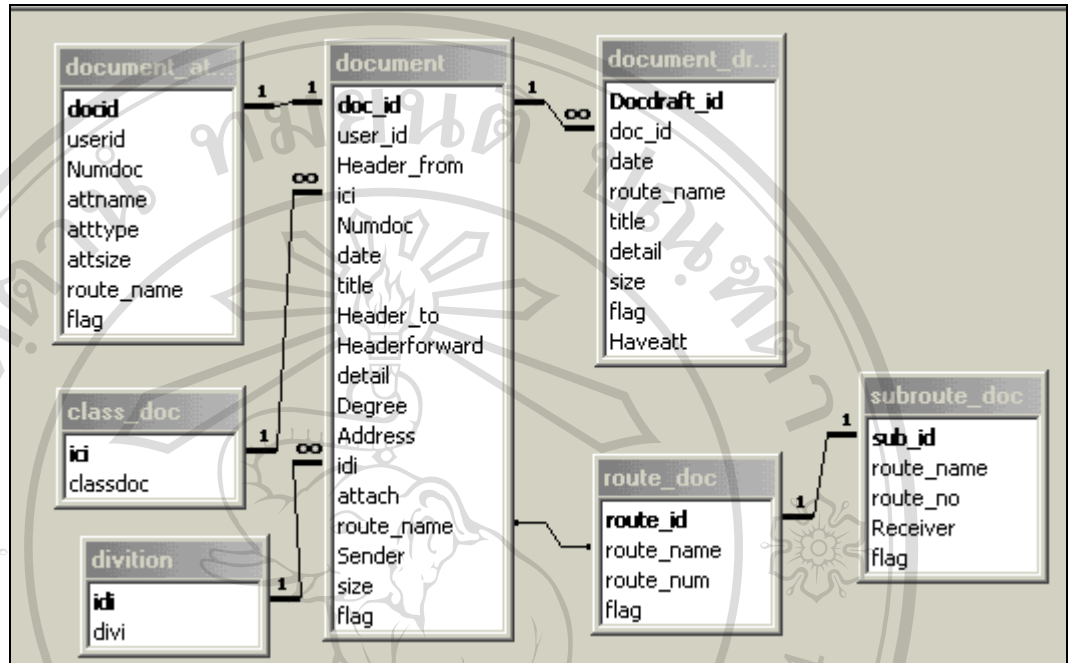 document_at...
docid
userid
Numdoc
attname
atttype
attsize
route_name
flag
1
1
document
doc_id
user_id
Header_from
ici
Numdoc
date
title
Header_to
Headerforward
detail
Degree
Address
idi
attach
route_name
Sender
size
flag
1
∞
document_dr...
Docdraft_id
doc_id
date
route_name
title
detail
size
flag
Haveatt
class_doc
ici
classdoc
1
∞
divition
idi
divi
1
∞
route_doc
route_id
route_name
route_num
flag
1
1
subroute_doc
sub_id
route_name
route_no
Receiver
flag